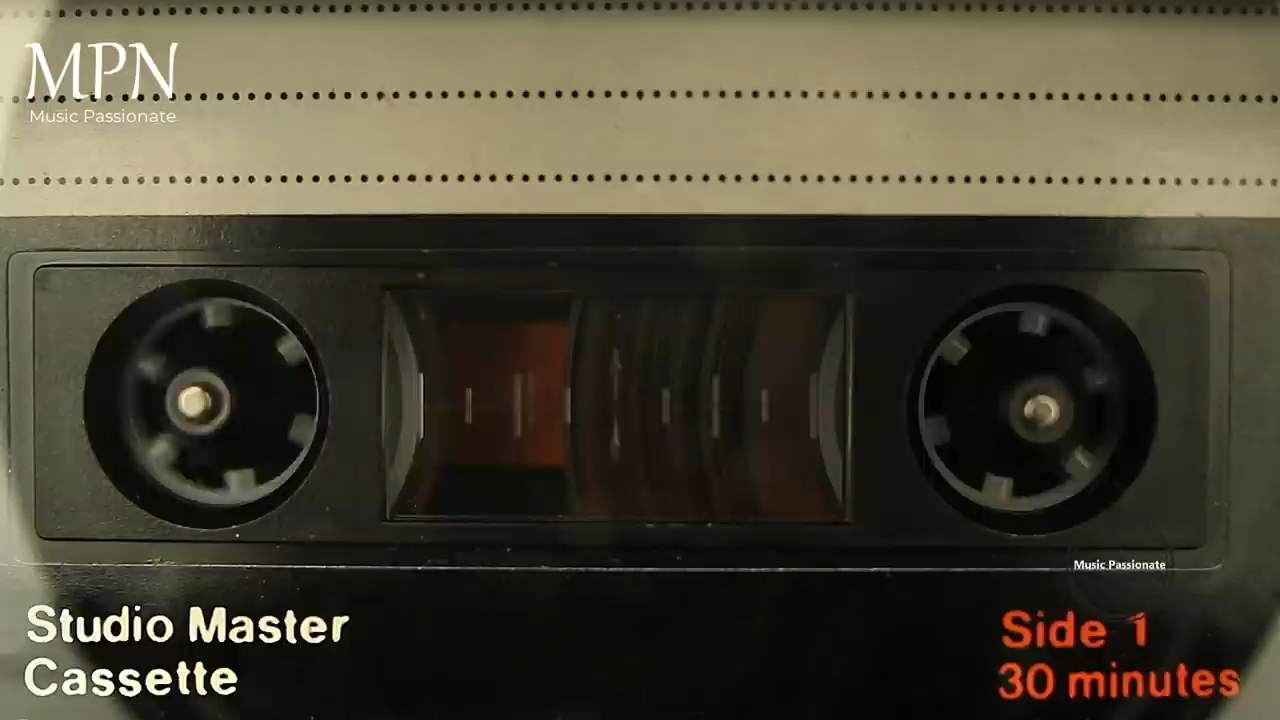 MPN
Music Passionate
Music Passionate
Studio Master
Cassette
Side 1
30 minutes